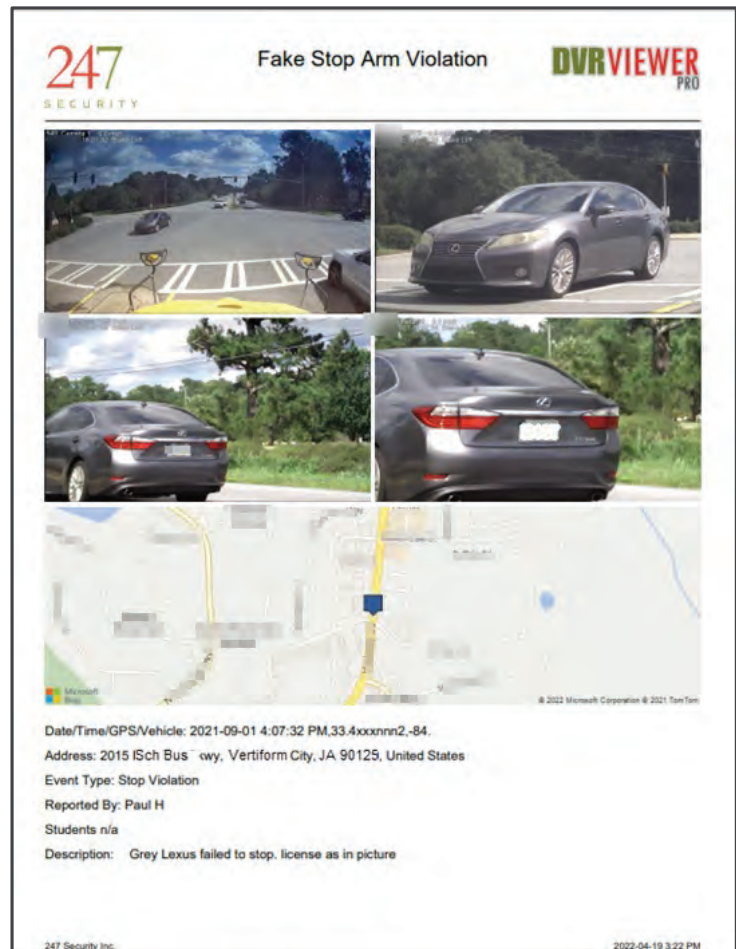 247
SECURITY
Fake Stop Arm Violation
DVRVIEWER
PRO
Microsoft
Bing
© 2022 Microsoft Corporation © 2021 TomTom
Date/Time/GPS/Vehicle: 2021-09-01 4:07:32 PM,33.4xxxnnn2,-84.
Address: 2015 ISch Bus wy, Vertiform City, JA 90125, United States
Event Type: Stop Violation
Reported By: Paul H
Students n/a
Description: Grey Lexus failed to stop. license as in picture
247 Security Inc.
2022-04-19 3:22 PM